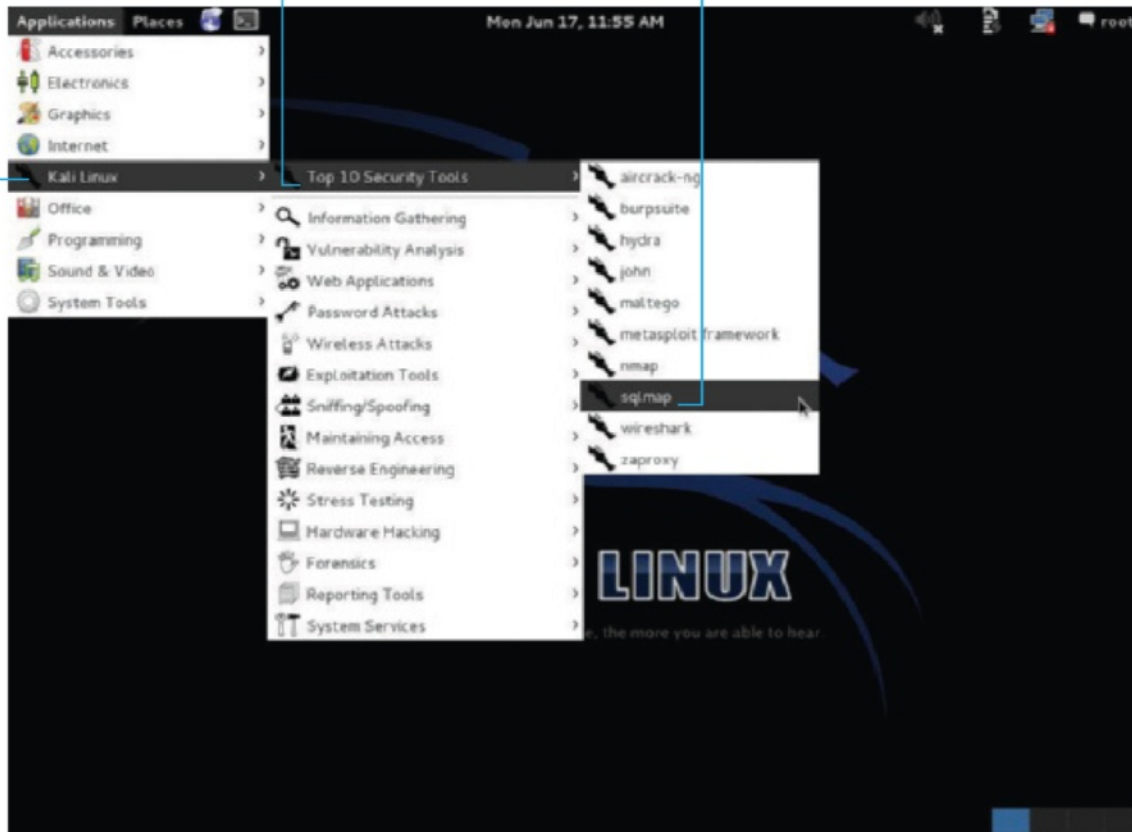 Applications Places Mon Jun 17, 11:55 AM root
Accessories
Electronics
Graphics
Internet
Kali Linux
Office
Programming
Sound & Video
System Tools
Top 10 Security Tools
Information Gathering
Vulnerability Analysis
Web Applications
Password Attacks
Wireless Attacks
Exploitation Tools
Sniffing/Spoofing
Maintaining Access
Reverse Engineering
Stress Testing
Hardware Hacking
Forensics
Reporting Tools
System Services
aircrack-ng
burpsuite
hydra
john
maltego
metasploit framework
nmap
sqlmap
wireshark
zaproxy
LINUX
e, the more you are able to hear